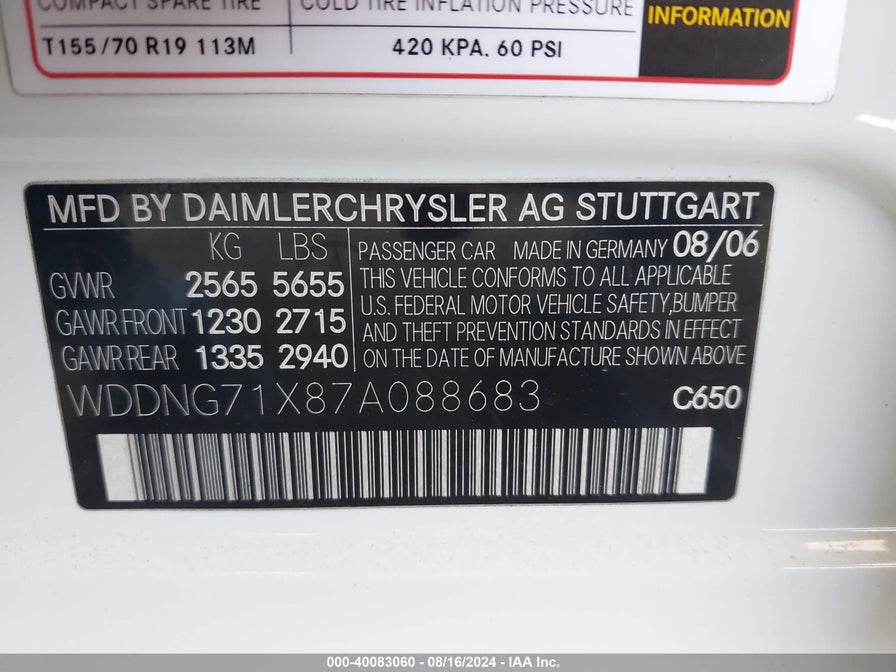 COMPACT SPARE TIRE
COLD TIRE INFLATION PRESSURE
T155/70 R19 113M
420 KPA. 60 PSI
INFORMATION
MFD BY DAIMLERCHRYSLER AG STUTTGART
KG LBS
GVWR 2565 5655
GAWR FRONT 1230 2715
GAWR REAR 1335 2940
PASSENGER CAR MADE IN GERMANY 08/06
THIS VEHICLE CONFORMS TO ALL APPLICABLE
U.S. FEDERAL MOTOR VEHICLE SAFETY,BUMPER
AND THEFT PREVENTION STANDARDS IN EFFECT
ON THE DATE OF MANUFACTURE SHOWN ABOVE
WDDNG71X87A088683
C650
000-40083060 - 08/16/2024 - IAA Inc.